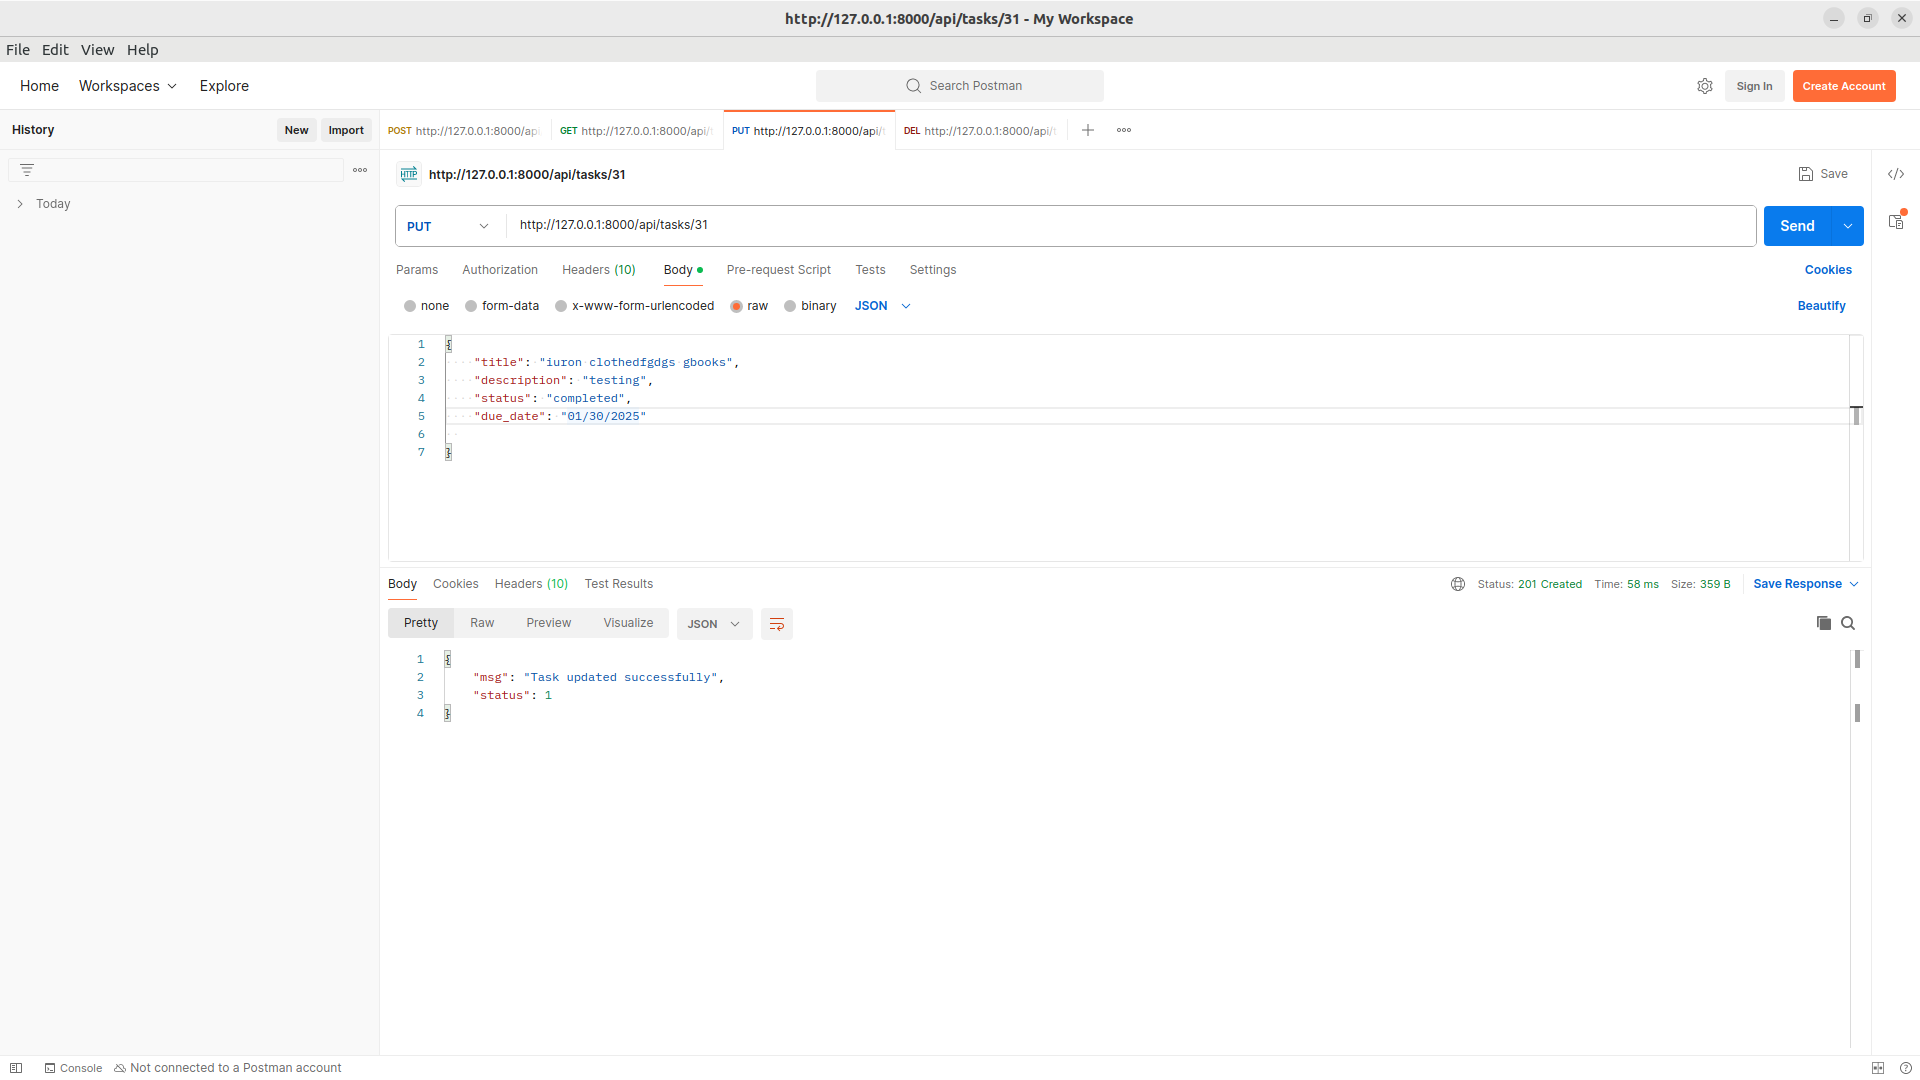 http://127.0.0.1:8000/api/tasks/31 - My Workspace
File Edit View Help
Home Workspaces Explore Search Postman Sign In Create Account
History New Import
POST http://127.0.0.1:8000/api GET http://127.0.0.1:8000/api/ PUT http://127.0.0.1:8000/api/ DEL http://127.0.0.1:8000/api/
HTTP http://127.0.0.1:8000/api/tasks/31 Save
Today
PUT http://127.0.0.1:8000/api/tasks/31 Send
Params Authorization Headers (10) Body Pre-request Script Tests Settings Cookies
none form-data x-www-form-urlencoded raw binary JSON Beautify
1 {
2 "title": "iuron clothedfgdgs gbooks",
3 "description": "testing",
4 "status": "completed",
5 "due_date": "01/30/2025"
6
7 }
Body Cookies Headers (10) Test Results Status: 201 Created Time: 58 ms Size: 359 B Save Response
Pretty Raw Preview Visualize JSON
1 {
2 "msg": "Task updated successfully",
3 "status": 1
4 }
Console Not connected to a Postman account